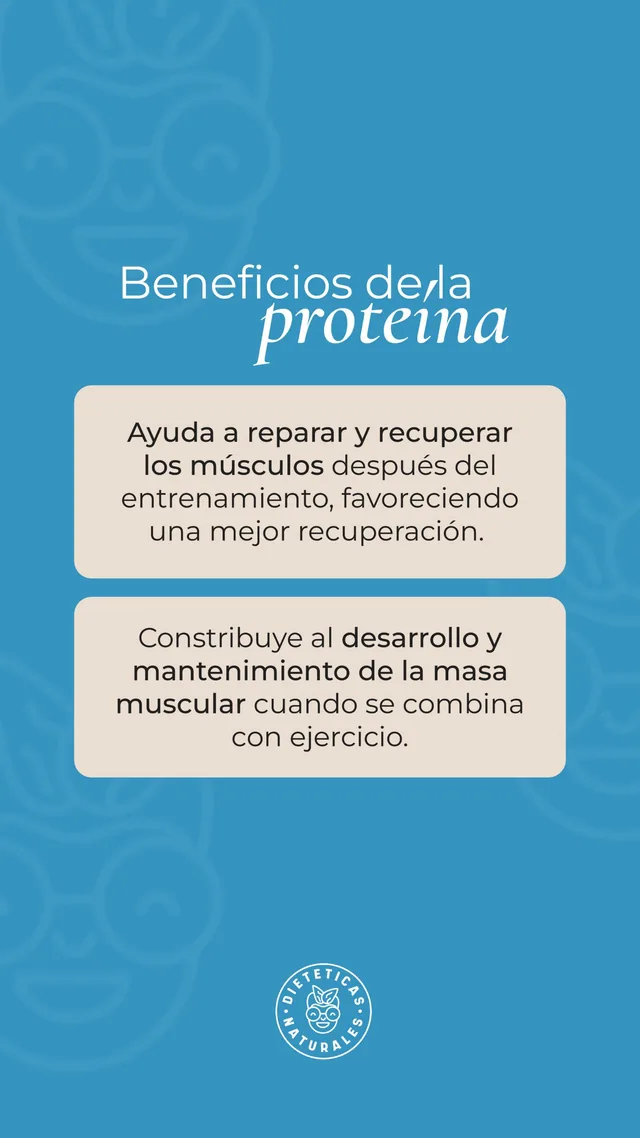 Beneficios de la
proteína
Ayuda a reparar y recuperar
los músculos después del
entrenamiento, favoreciendo
una mejor recuperación.
Constribuye al desarrollo y
mantenimiento de la masa
muscular cuando se combina
con ejercicio.
DIETETICAS
NATURALES